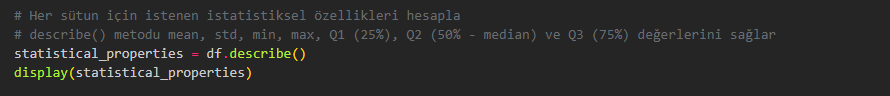 # Her sütun için istenen istatistiksel özellikleri hesapla
# describe() metodu mean, std, min, max, Q1 (25%), Q2 (50% - median) ve Q3 (75%) değerlerini sağlar
statistical_properties = df.describe()
display(statistical_properties)